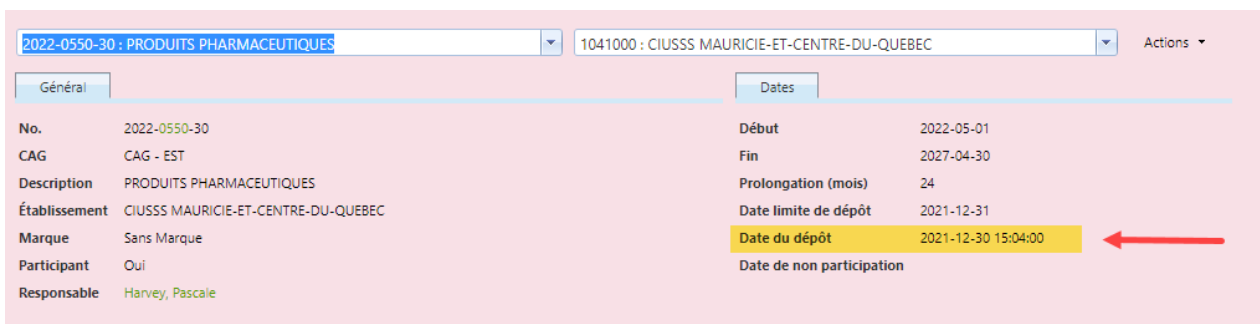 2022-0550-30 : PRODUITS PHARMACEUTIQUES 1041000 : CIUSSS MAURICIE-ET-CENTRE-DU-QUEBEC Actions
Général
No. 2022-0550-30
CAG CAG - EST
Description PRODUITS PHARMACEUTIQUES
Établissement CIUSSS MAURICIE-ET-CENTRE-DU-QUEBEC
Marque Sans Marque
Participant Oui
Responsable Harvey, Pascale
Dates
Début 2022-05-01
Fin 2027-04-30
Prolongation (mois) 24
Date limite de dépôt 2021-12-31
Date du dépôt 2021-12-30 15:04:00
Date de non participation